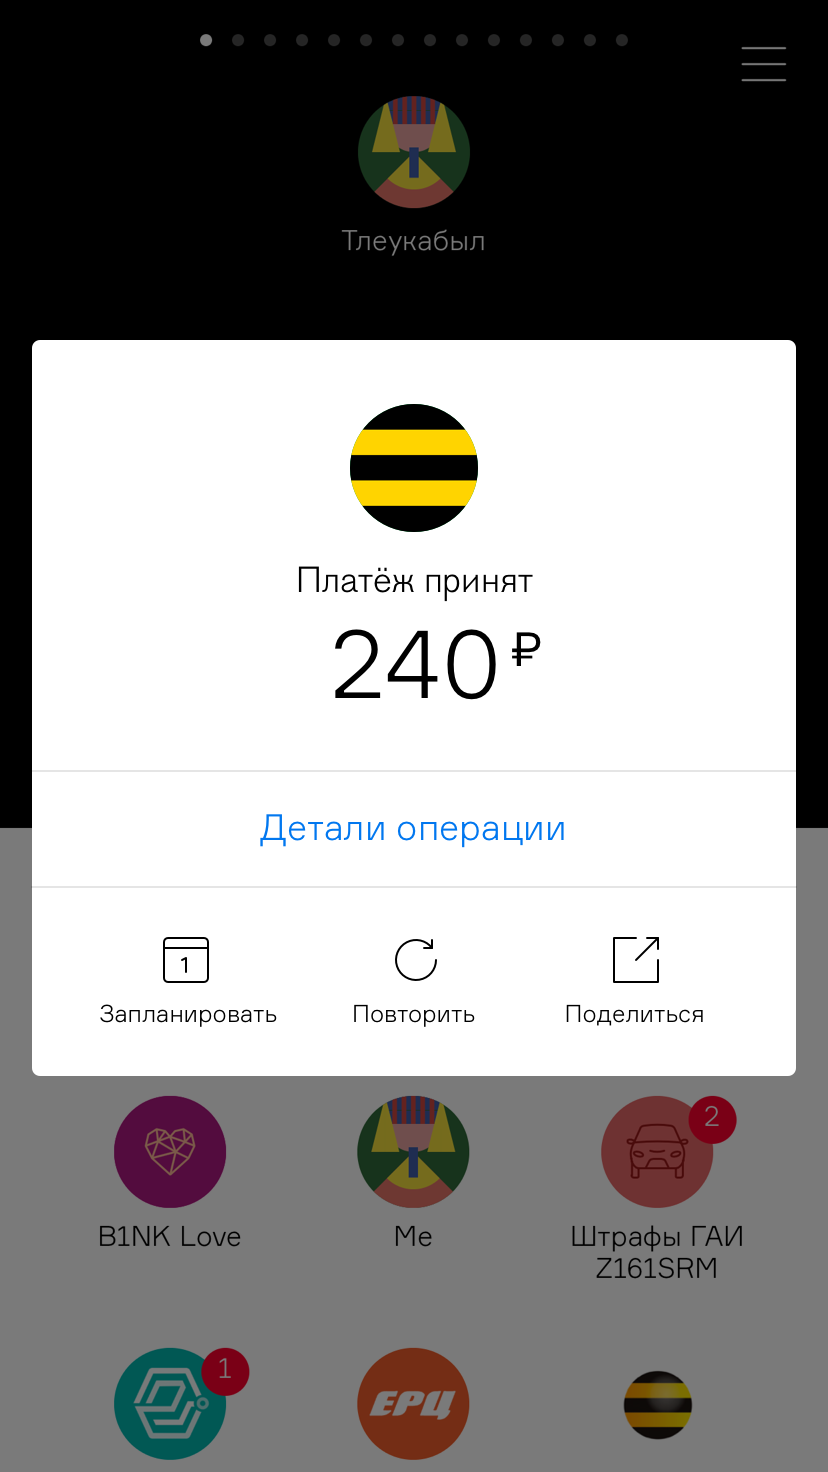 Тлеукабыл
Платёж принят
240 ₽
Детали операции
1
Запланировать
Повторить
Поделиться
2
B1NK Love
Me
Штрафы ГАИ
Z161SRM
1
ЕРЦ